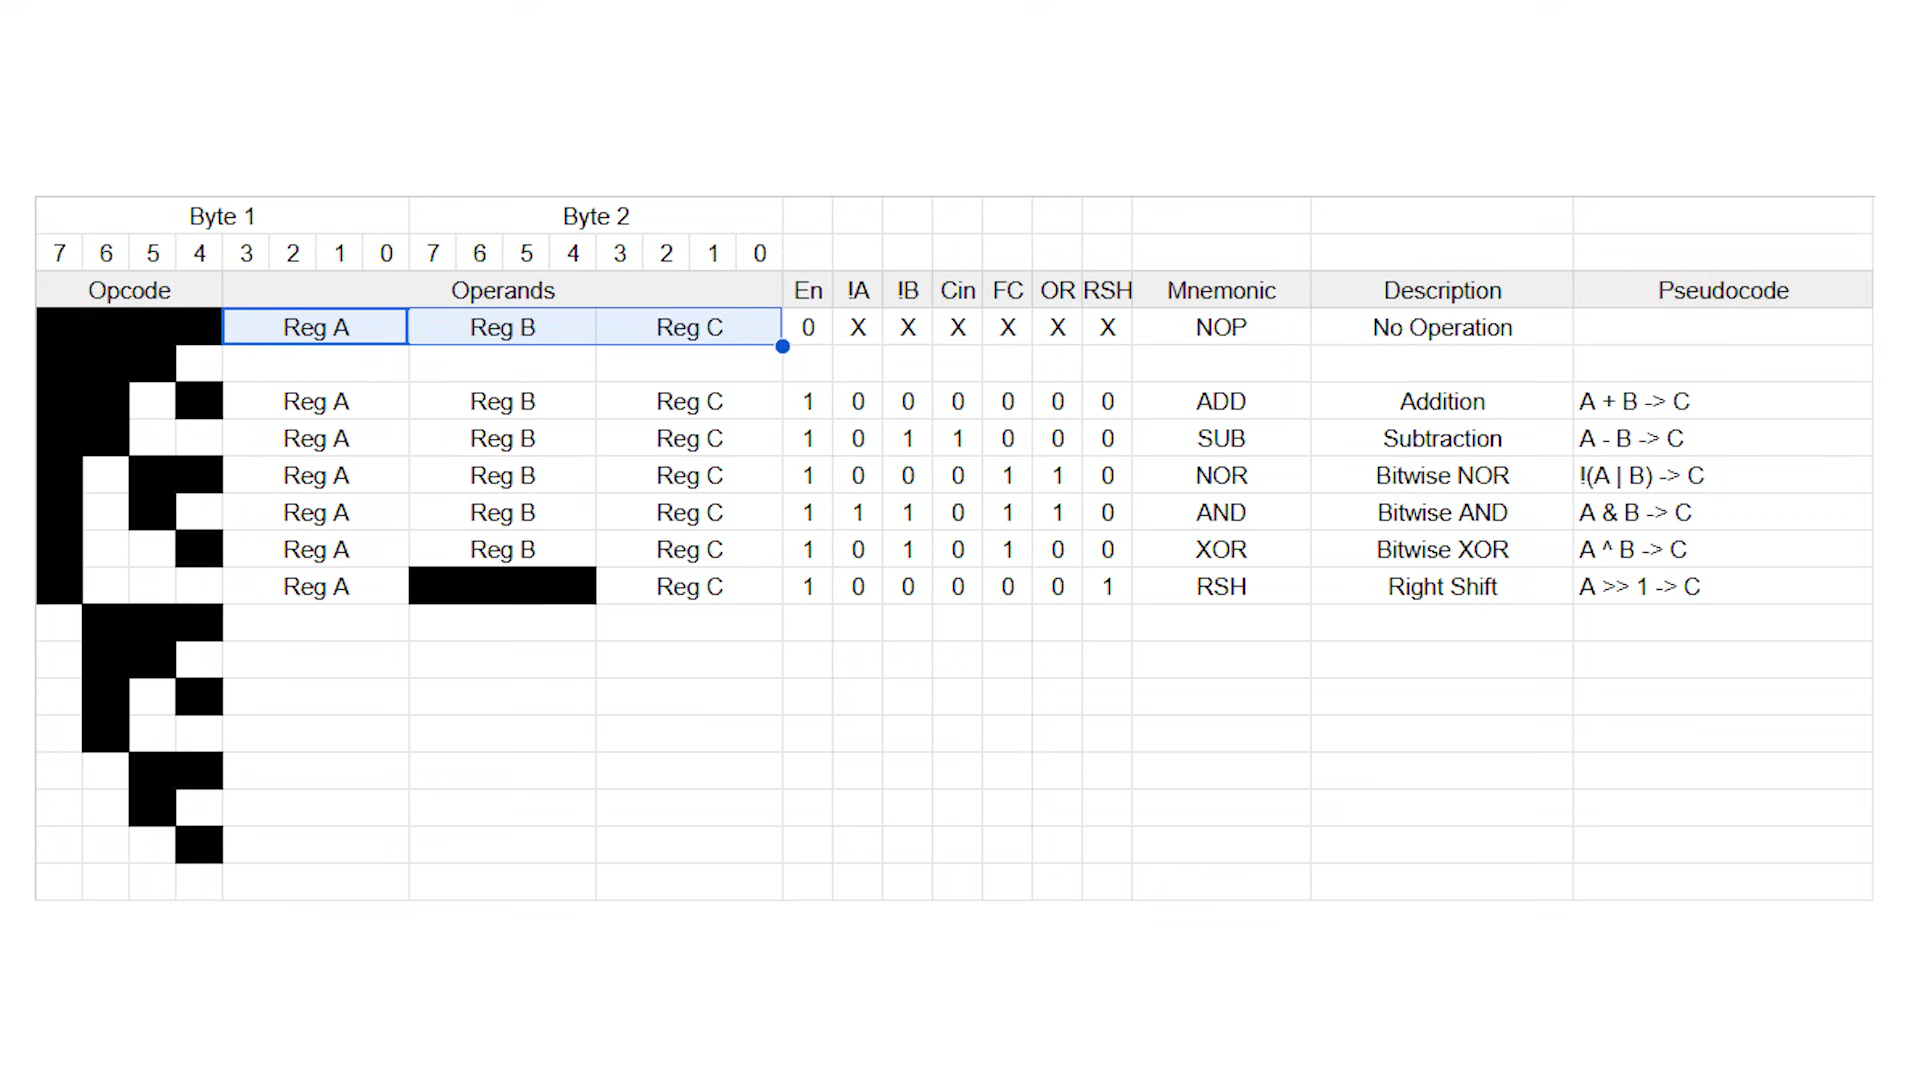 Byte 1 Byte 2
7 6 5 4 3 2 1 0 7 6 5 4 3 2 1 0
Opcode Operands En !A !B Cin FC OR RSH Mnemonic Description Pseudocode
Reg A Reg B Reg C 0 X X X X X X NOP No Operation
Reg A Reg B Reg C 1 0 0 0 0 0 0 ADD Addition A + B -> C
Reg A Reg B Reg C 1 0 1 1 0 0 0 SUB Subtraction A - B -> C
Reg A Reg B Reg C 1 0 0 0 1 1 0 NOR Bitwise NOR !(A | B) -> C
Reg A Reg B Reg C 1 1 1 0 1 1 0 AND Bitwise AND A & B -> C
Reg A Reg B Reg C 1 0 1 0 1 0 0 XOR Bitwise XOR A ^ B -> C
Reg A Reg C 1 0 0 0 0 0 1 RSH Right Shift A >> 1 -> C